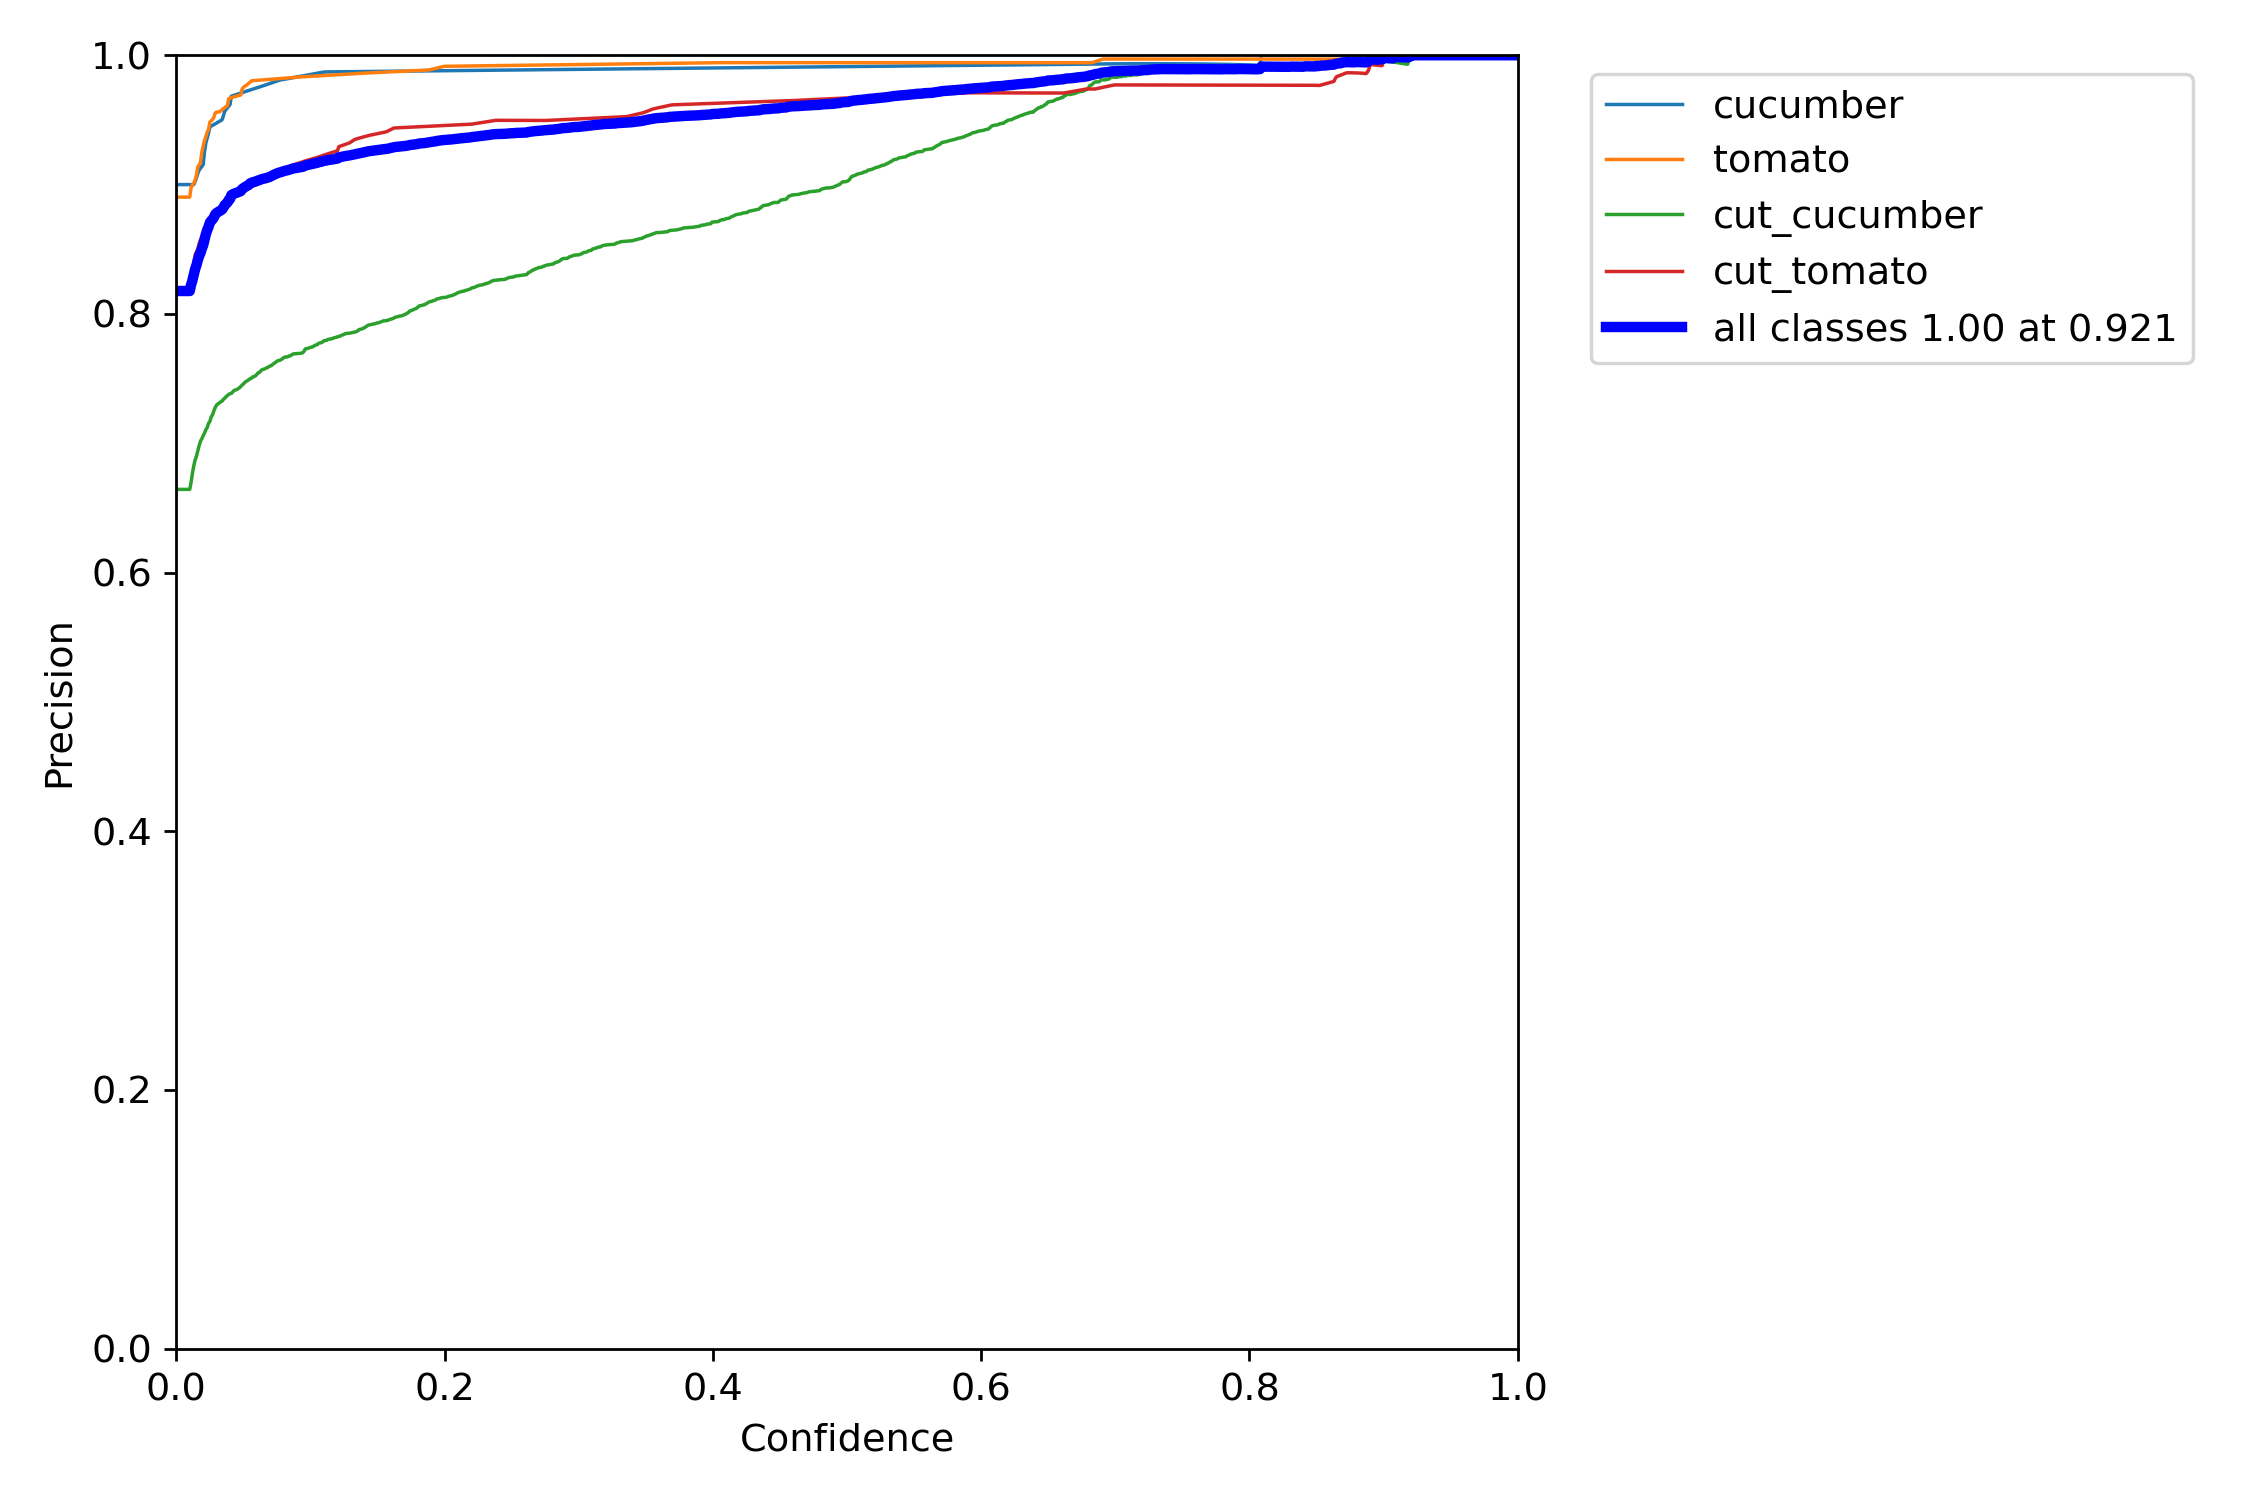 1.0
0.8
0.6
0.4
0.2
0.0
Precision
0.0 0.2 0.4 0.6 0.8 1.0
Confidence
cucumber
tomato
cut_cucumber
cut_tomato
all classes 1.00 at 0.921